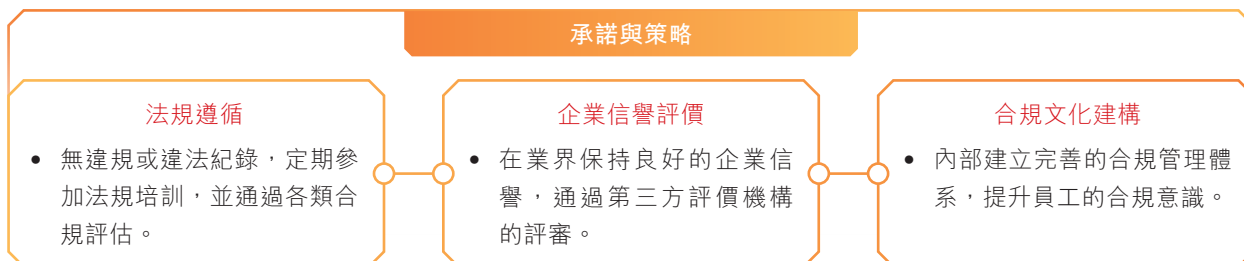 承諾與策略
法規遵循
• 無違規或違法紀錄，定期參
加法規培訓，並通過各類合
規評估。
企業信譽評價
• 在業界保持良好的企業信
譽，通過第三方評價機構
的評審。
合規文化建構
• 內部建立完善的合規管理體
系，提升員工的合規意識。